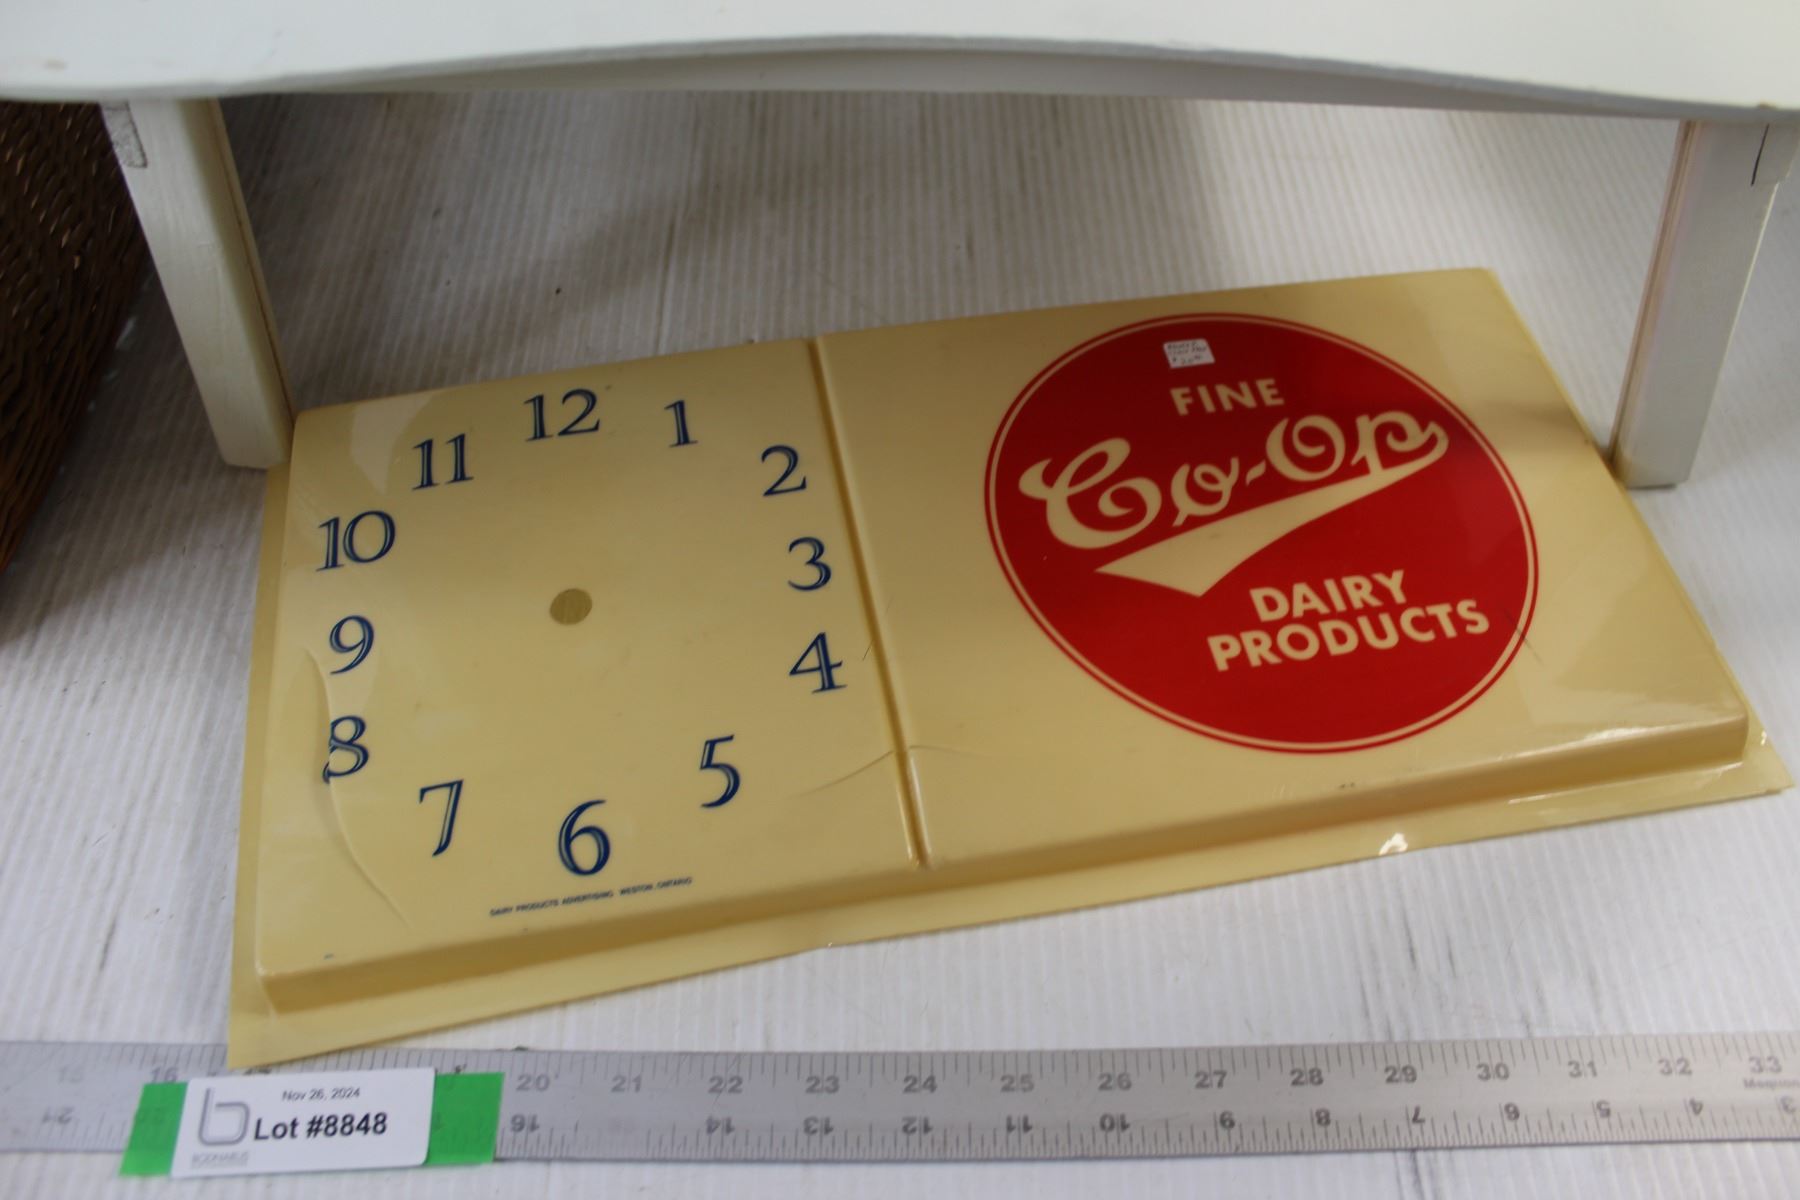 12
1
2
3
4
5
6
7
8
9
10
11
DAIRY PRODUCTS ADVERTISING WESTON, ONTARIO
FINE
Co-Op
DAIRY
PRODUCTS
20 21 22 23 24 25 26 27 28 29 30 31 32 33
16 14 13 12 11 10 9 8 7 6 5 4 3
Nov 26, 2024
Lot #8848